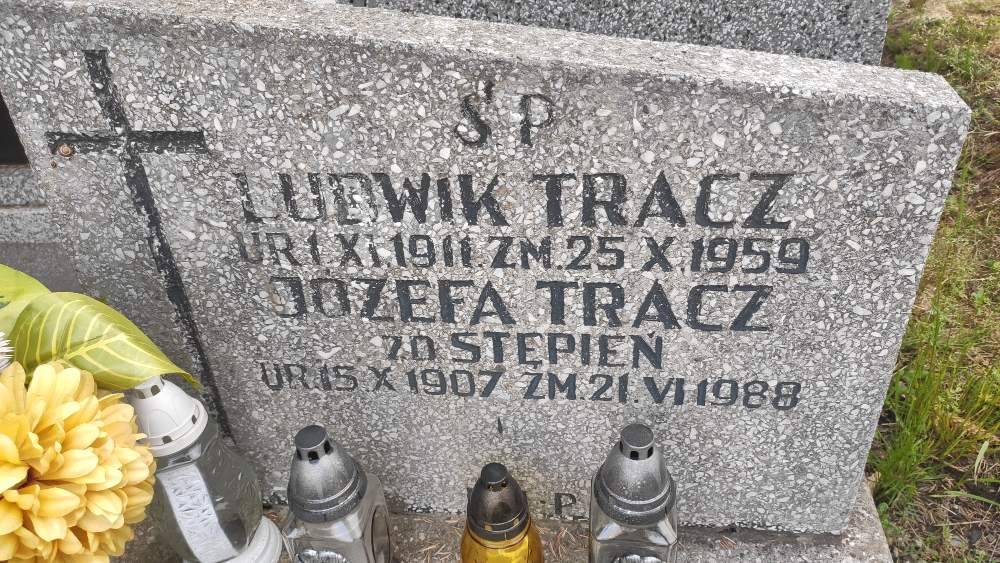 Ś P
LUDWIK TRACZ
UR 1 XI 1911 ZM. 25 X 1959
JÓZEFA TRACZ
ZD STĘPIEŃ
UR. 15 X 1907 ZM. 21. VI 1988
P